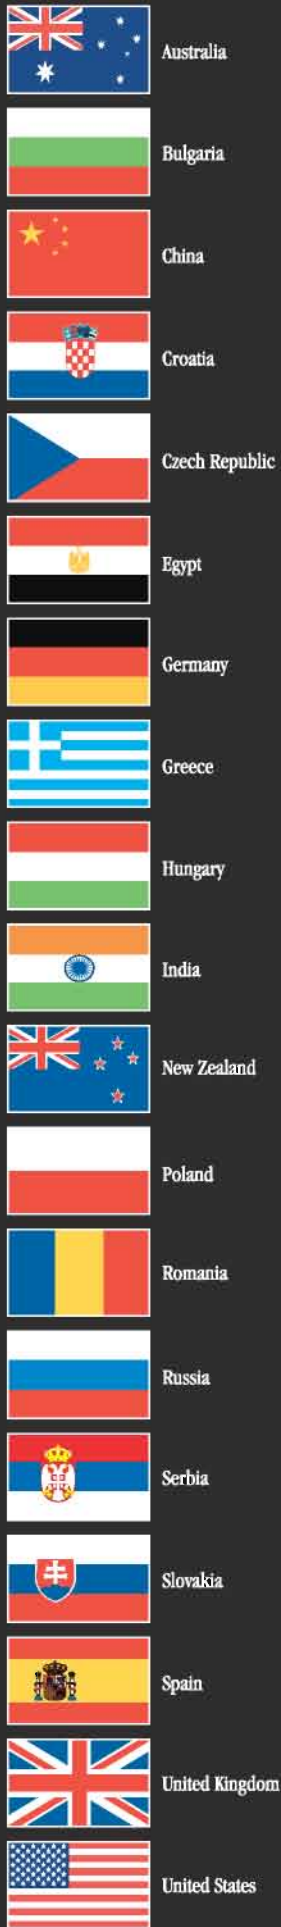 Australia
Bulgaria
China
Croatia
Czech Republic
Egypt
Germany
Greece
Hungary
India
New Zealand
Poland
Romania
Russia
Serbia
Slovakia
Spain
United Kingdom
United States